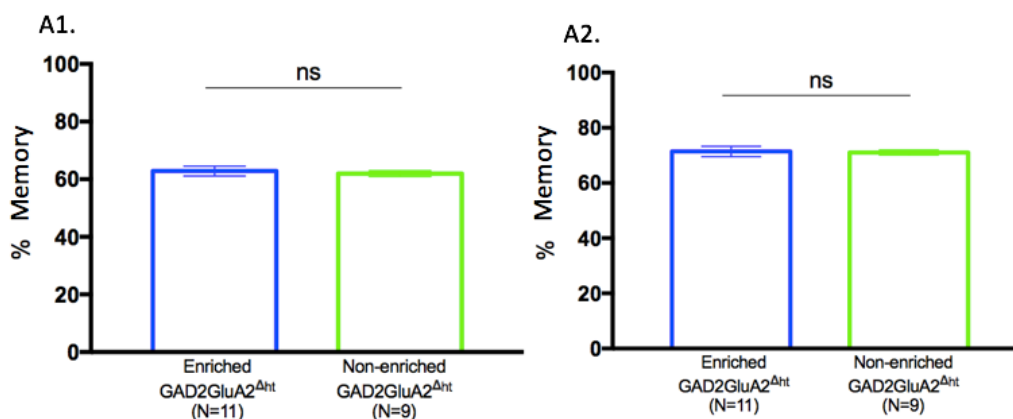 A1.
ns
% Memory
100
80
60
40
20
0
Enriched
GAD2GluA2^Δht
(N=11)
Non-enriched
GAD2GluA2^Δht
(N=9)
A2.
ns
% Memory
100
80
60
40
20
0
Enriched
GAD2GluA2^Δht
(N=11)
Non-enriched
GAD2GluA2^Δht
(N=9)